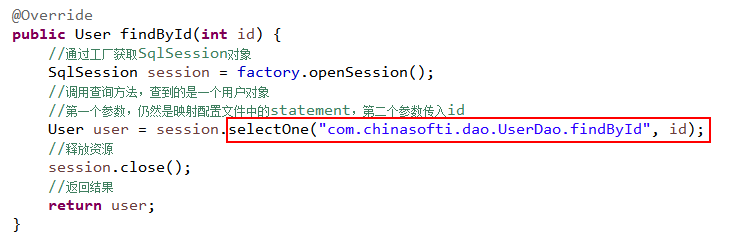 @Override
public User findById(int id) {
//通过工厂获取SqlSession对象
SqlSession session = factory.openSession();
//调用查询方法，查到的是一个用户对象
//第一个参数，仍然是映射配置文件中的statement，第二个参数传入id
User user = session.selectOne("com.chinasofti.dao.UserDao.findById", id);
//释放资源
session.close();
//返回结果
return user;
}